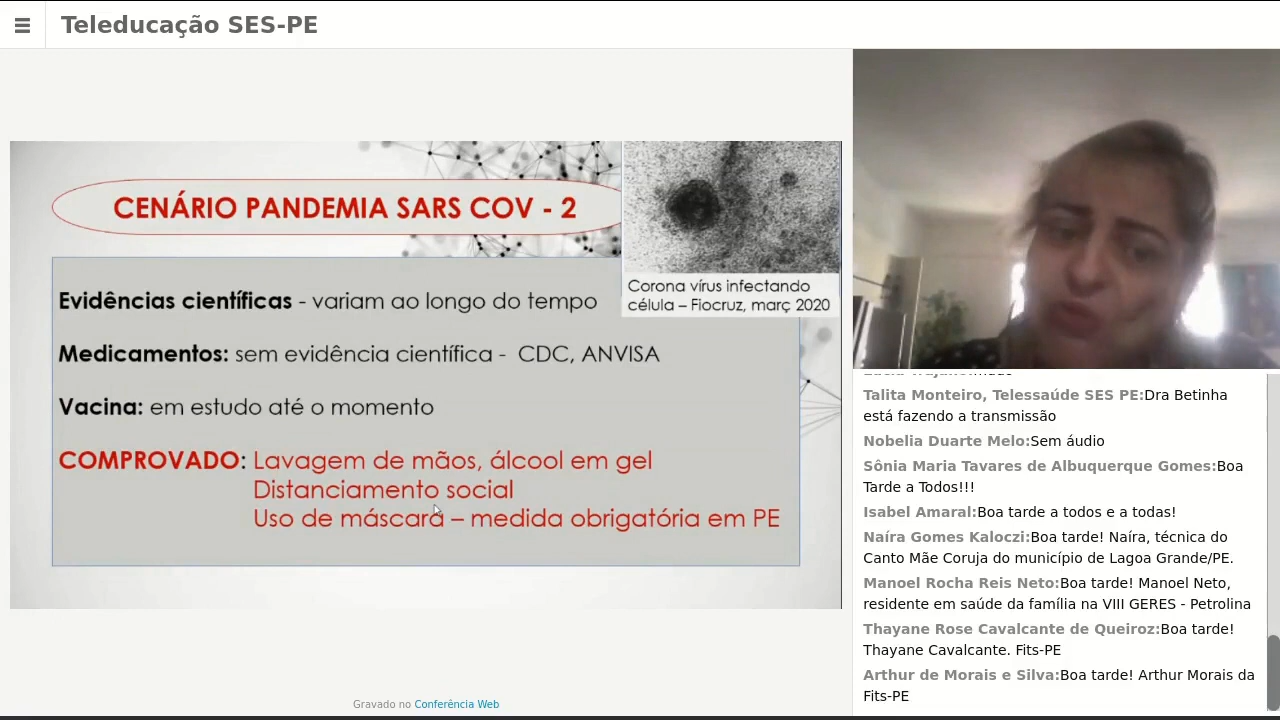 Teleducação SES-PE
CENÁRIO PANDEMIA SARS COV - 2
Corona vírus infectando
célula – Fiocruz, març 2020
Evidências científicas - variam ao longo do tempo
Medicamentos: sem evidência científica - CDC, ANVISA
Vacina: em estudo até o momento
COMPROVADO: Lavagem de mãos, álcool em gel
Distanciamento social
Uso de máscara – medida obrigatória em PE
Gravado no Conferência Web
Talita Monteiro, Telessaúde SES PE:Dra Betinha
está fazendo a transmissão
Nobelia Duarte Melo:Sem áudio
Sônia Maria Tavares de Albuquerque Gomes:Boa
Tarde a Todos!!!
Isabel Amaral:Boa tarde a todos e a todas!
Naíra Gomes Kaloczi:Boa tarde! Naíra, técnica do
Canto Mãe Coruja do município de Lagoa Grande/PE.
Manoel Rocha Reis Neto:Boa tarde! Manoel Neto,
residente em saúde da família na VIII GERES - Petrolina
Thayane Rose Cavalcante de Queiroz:Boa tarde!
Thayane Cavalcante. Fits-PE
Arthur de Morais e Silva:Boa tarde! Arthur Morais da
Fits-PE